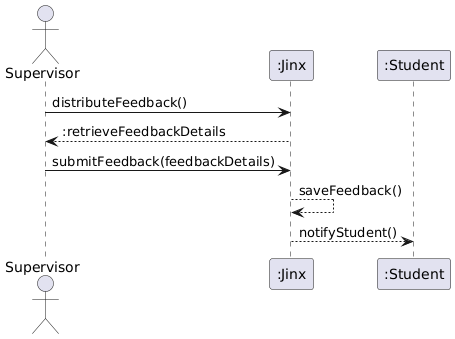 Supervisor
:Jinx
:Student
distributeFeedback()
:retrieveFeedbackDetails
submitFeedback(feedbackDetails)
saveFeedback()
notifyStudent()
Supervisor
:Jinx
:Student